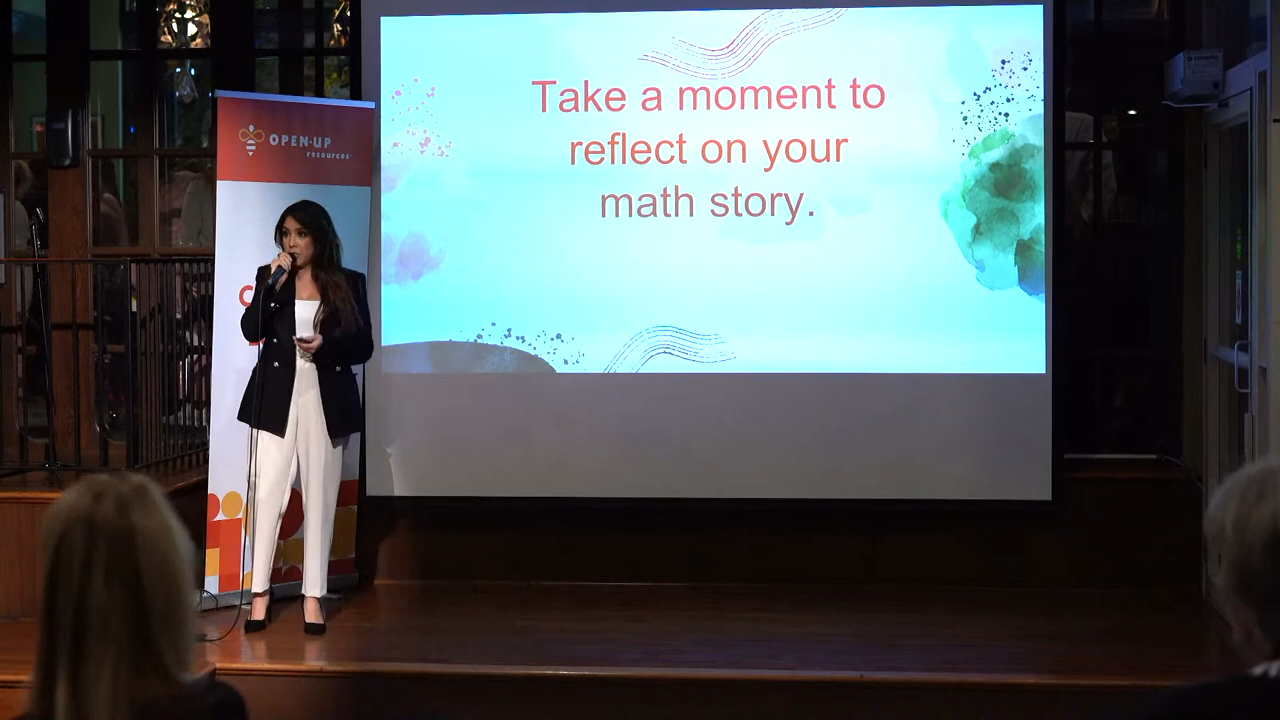 OPEN-UP
resources
Take a moment to
reflect on your
math story.